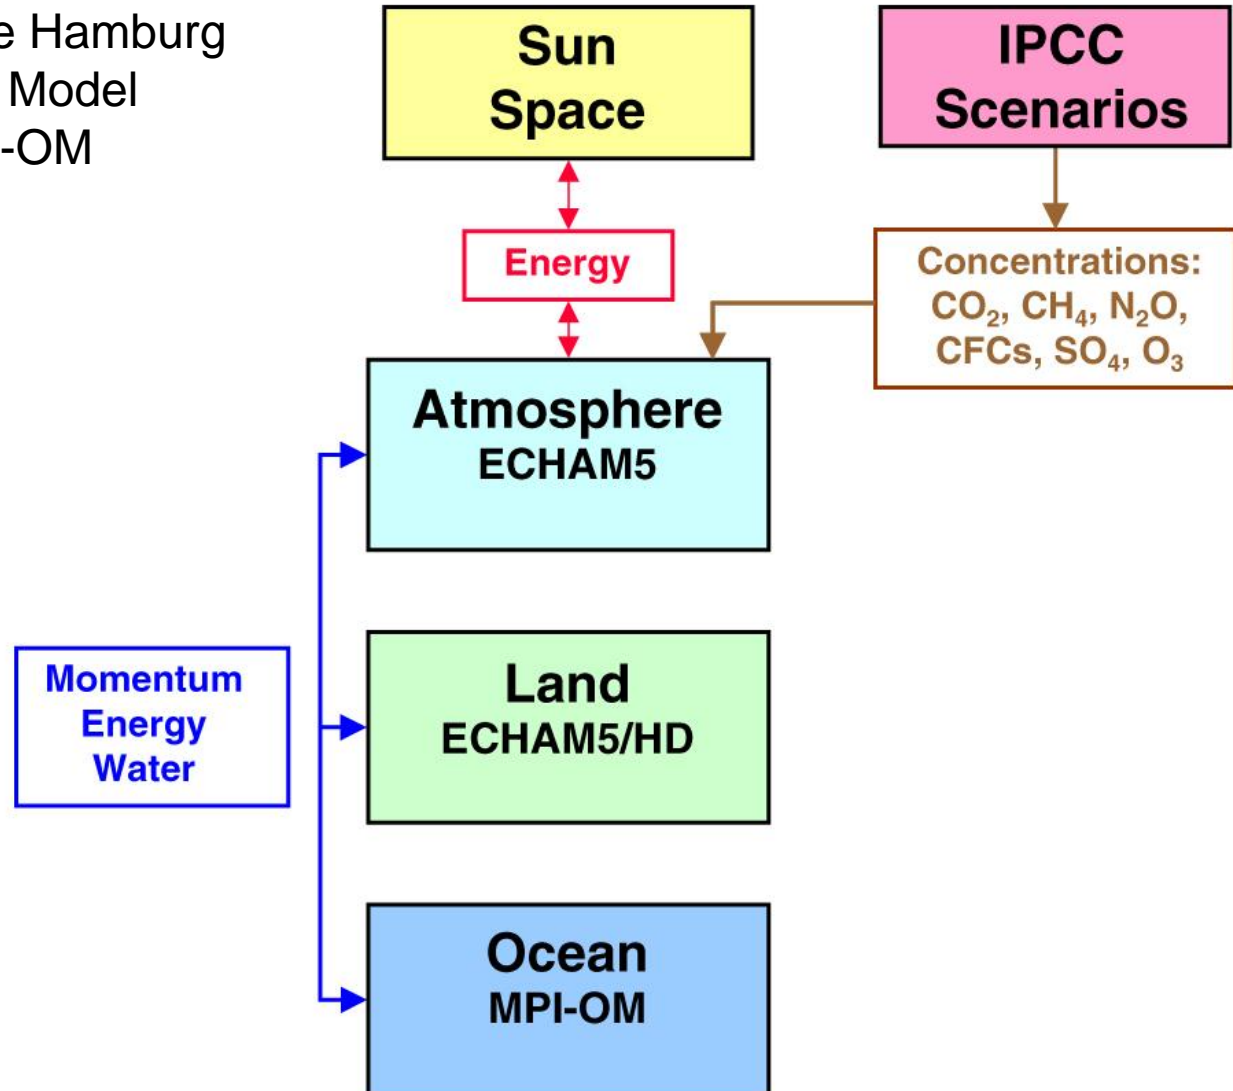 e Hamburg
Model
-OM
Sun
Space
IPCC
Scenarios
Energy
Concentrations:
CO₂, CH₄, N₂O,
CFCs, SO₄, O₃
Atmosphere
ECHAM5
Momentum
Energy
Water
Land
ECHAM5/HD
Ocean
MPI-OM